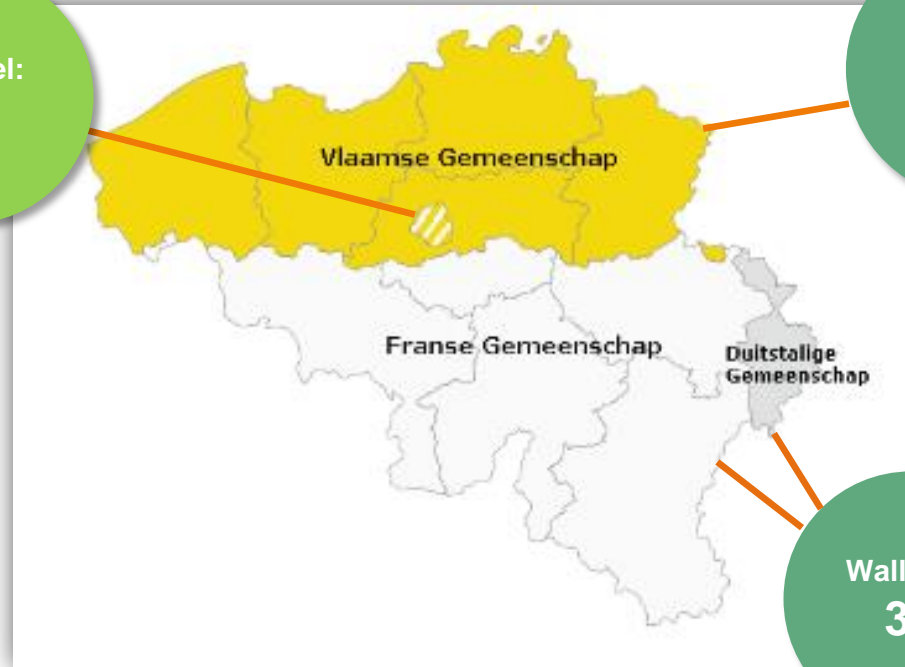 el:
Vlaamse Gemeenschap
Franse Gemeenschap
Duitstalige
Gemeenschap
Wall
3